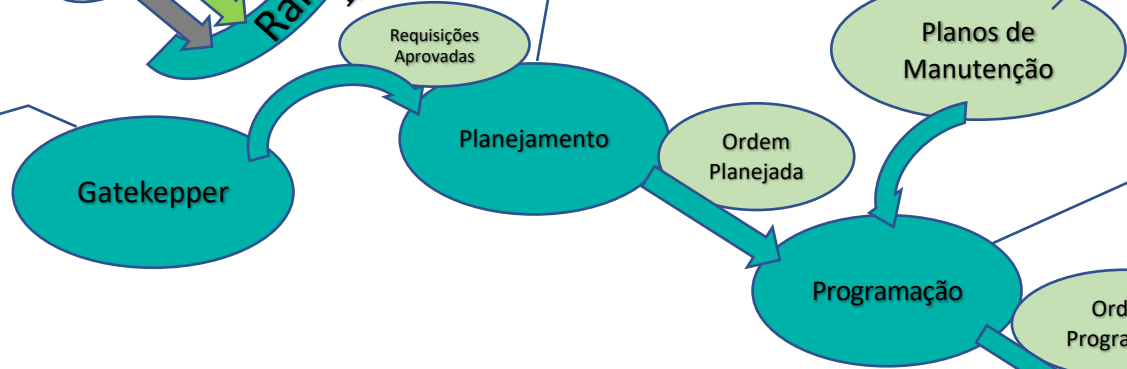 Requisições
Aprovadas
Planos de
Manutenção
Planejamento
Ordem
Planejada
Gatekepper
Programação